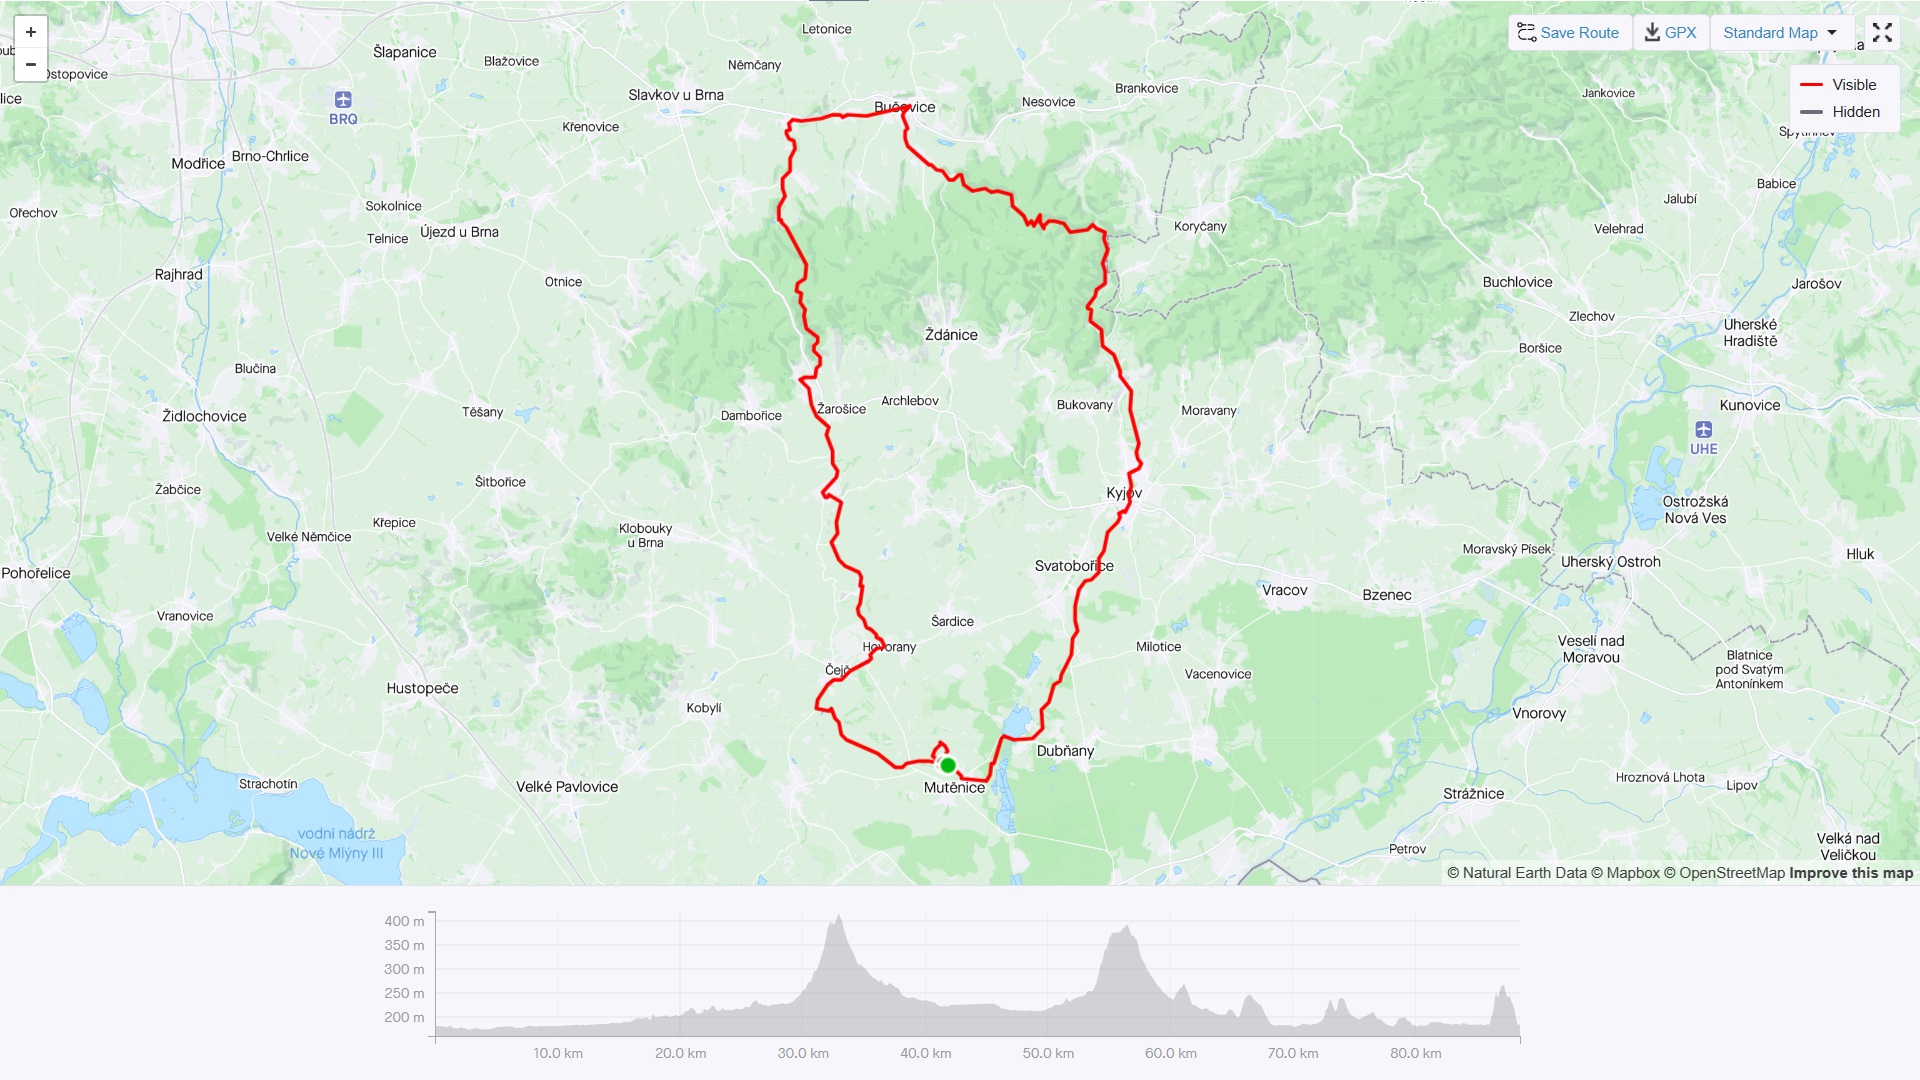 +
−
Save Route
GPX
Standard Map
Visible
Hidden
Letonice
Šlapanice
Blažovice
Němčany
Ostopovice
Slavkov u Brna
Bučovice
Nesovice
Brankovice
Jankovice
BRQ
Křenovice
Modřice
Brno-Chrlice
Babice
Ořechov
Sokolnice
Telnice
Újezd u Brna
Koryčany
Jalubí
Velehrad
Rajhrad
Otnice
Buchlovice
Jarošov
Zlechov
Uherské
Hradiště
Ždánice
Boršice
Blučina
Židlochovice
Těšany
Dambořice
Žarošice
Archlebov
Bukovany
Moravany
Kunovice
UHE
Žabčice
Šitbořice
Kyjov
Ostrožská
Nová Ves
Křepice
Velké Němčice
Klobouky
u Brna
Moravský Písek
Uherský Ostroh
Hluk
Pohořelice
Svatobořice
Vracov
Bzenec
Vranovice
Šardice
Hovorany
Milotice
Veselí nad
Moravou
Blatnice
pod Svatým
Antonínkem
Vacenovice
Hustopeče
Kobylí
Vnorovy
Dubňany
Strachotín
Velké Pavlovice
Mutěnice
Hroznová Lhota
Lipov
Strážnice
vodní nádrž
Nové Mlýny III
Petrov
Velká nad
Veličkou
© Natural Earth Data © Mapbox © OpenStreetMap Improve this map
400 m
350 m
300 m
250 m
200 m
10.0 km
20.0 km
30.0 km
40.0 km
50.0 km
60.0 km
70.0 km
80.0 km